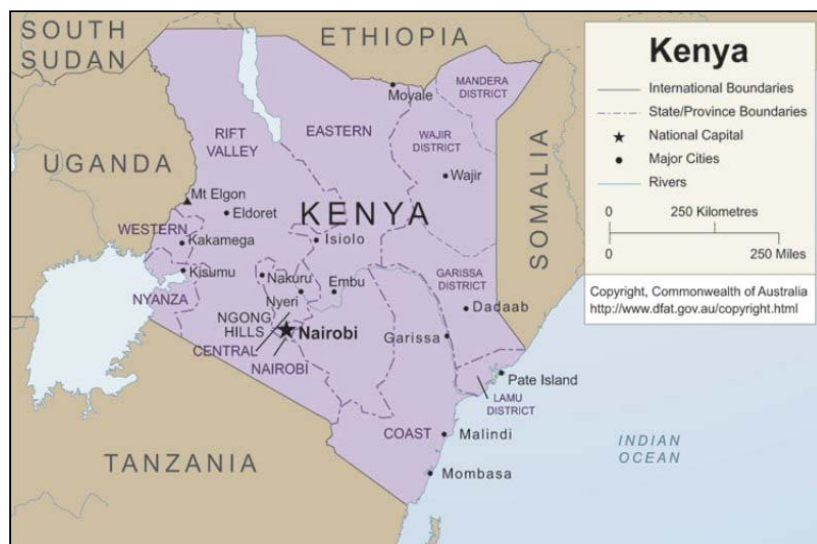 SOUTH
SUDAN
ETHIOPIA
UGANDA
SOMALIA
TANZANIA
INDIAN
OCEAN
KENYA
MANDERA
DISTRICT
Moyale
RIFT
VALLEY
EASTERN
WAJIR
DISTRICT
Wajir
Mt Elgon
Eldoret
WESTERN
Kakamega
Isiolo
Kisumu
NYANZA
Nakuru
Nyeri
Embu
GARISSA
DISTRICT
Dadaab
NGONG
HILLS
Nairobi
CENTRAL
NAIROBI
Garissa
Pate Island
LAMU
DISTRICT
COAST
Malindi
Mombasa
Kenya
International Boundaries
State/Province Boundaries
National Capital
Major Cities
Rivers
0 250 Kilometres
0 250 Miles
Copyright, Commonwealth of Australia
http://www.dfat.gov.au/copyright.html